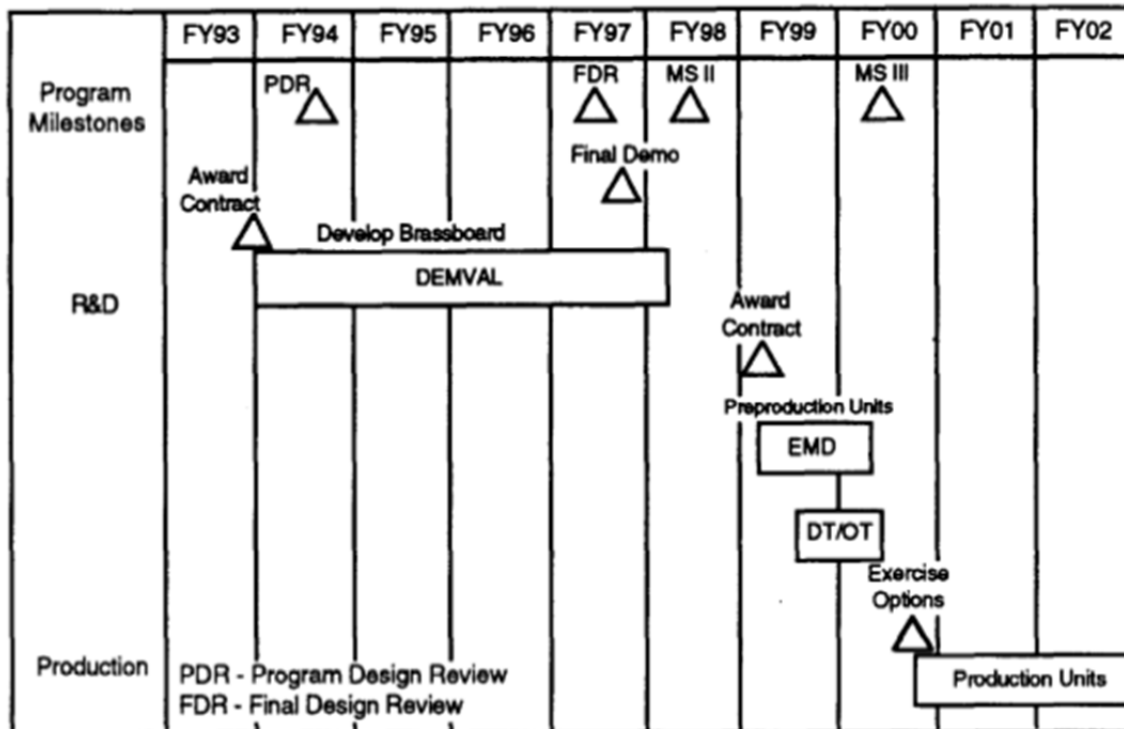 FY93 FY94 FY95 FY96 FY97 FY98 FY99 FY00 FY01 FY02
Program
Milestones
PDR
FDR
MS II
MS III
Final Demo
R&D
Award
Contract
Develop Brassboard
DEMVAL
Award
Contract
Preproduction Units
EMD
DT/OT
Exercise
Options
Production
Production Units
PDR - Program Design Review
FDR - Final Design Review